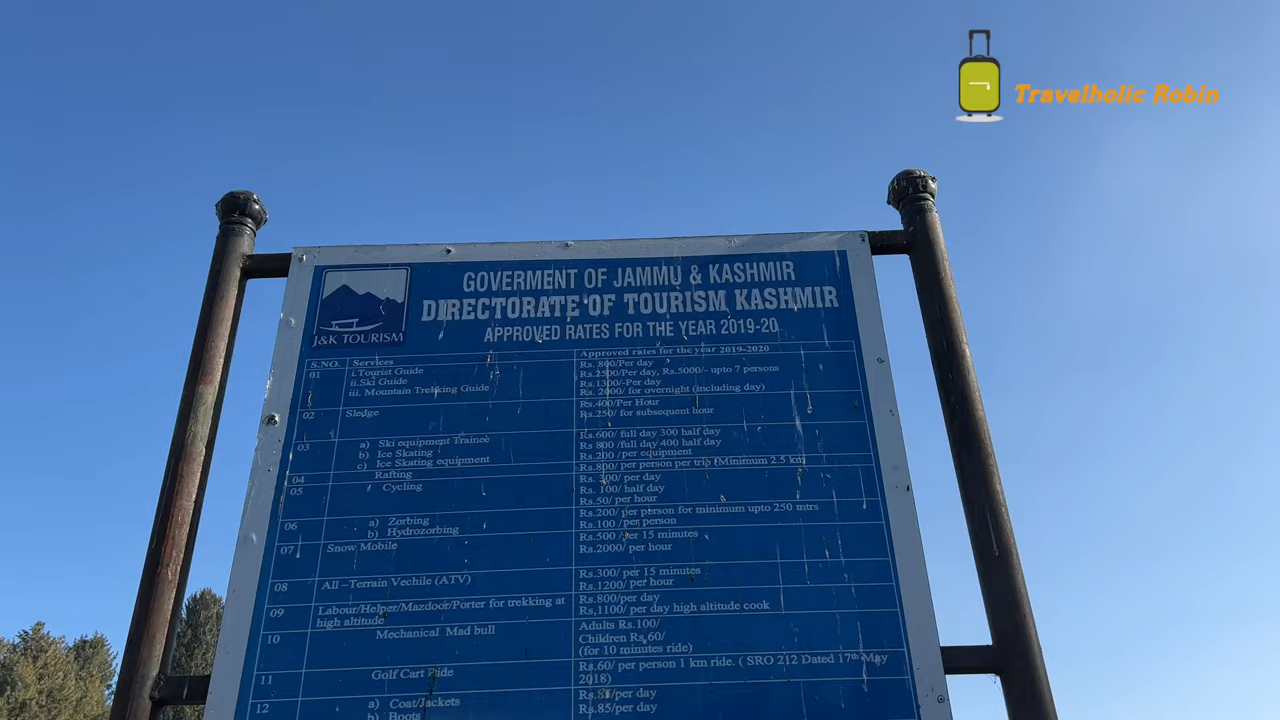 Travelholic Robin
GOVERMENT OF JAMMU & KASHMIR
DIRECTORATE OF TOURISM KASHMIR
APPROVED RATES FOR THE YEAR 2019-20
J&K TOURISM
S.NO. Services Approved rates for the year 2019-2020
01 i.Tourist Guide Rs. 800/Per day
ii.Ski Guide Rs.2500/Per day, Rs.5000/- upto 7 persons
iii. Mountain Trekking Guide Rs.1300/-Per day
Rs. 2000/ for overnight (including day)
02 Sledge Rs.400/Per Hour
Rs.250/ for subsequent hour
03 a) Ski equipment Trainee Rs.600/ full day 300 half day
b) Ice Skating Rs 800 /full day 400 half day
c) Ice Skating equipment Rs.200 /per equipment
04 Rafting Rs.800/ per person per trip (Minimum 2.5 km
05 Cycling Rs. 200/ per day
Rs. 100/ half day
Rs.50/ per hour
06 a) Zorbing Rs.200/ per person for minimum upto 250 mtrs
b) Hydrozorbing Rs.100 /per person
07 Snow Mobile Rs.500 /per 15 minutes
Rs.2000/ per hour
08 All –Terrain Vechile (ATV) Rs.300/ per 15 minutes
Rs.1200/ per hour
09 Labour/Helper/Mazdoor/Porter for trekking at Rs.800/per day
high altitude Rs,1100/ per day high altitude cook
10 Mechanical Mad bull Adults Rs.100/
Children Rs.60/
(for 10 minutes ride)
11 Golf Cart Ride Rs.60/ per person 1 km ride. ( SRO 212 Dated 17th May
2018)
12 a) Coat/Jackets /per day
b) Boots Rs.85/per day